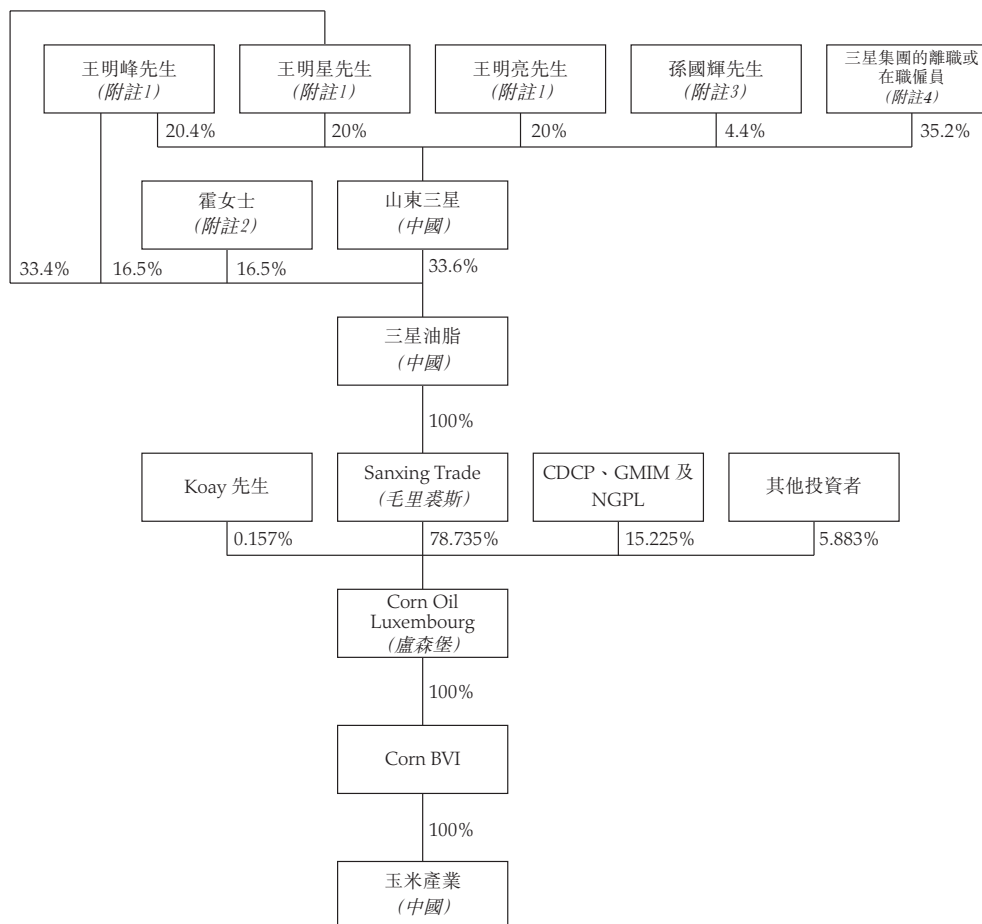 王明峰先生
(附註1)
王明星先生
(附註1)
王明亮先生
(附註1)
孫國輝先生
(附註3)
三星集團的離職或
在職僱員
(附註4)
20.4%
20%
20%
4.4%
35.2%
霍女士
(附註2)
山東三星
(中國)
33.4%
16.5%
16.5%
33.6%
三星油脂
(中國)
100%
Koay 先生
Sanxing Trade
(毛里裘斯)
CDCP、GMIM 及
NGPL
其他投資者
0.157%
78.735%
15.225%
5.883%
Corn Oil
Luxembourg
(盧森堡)
100%
Corn BVI
100%
玉米產業
(中國)